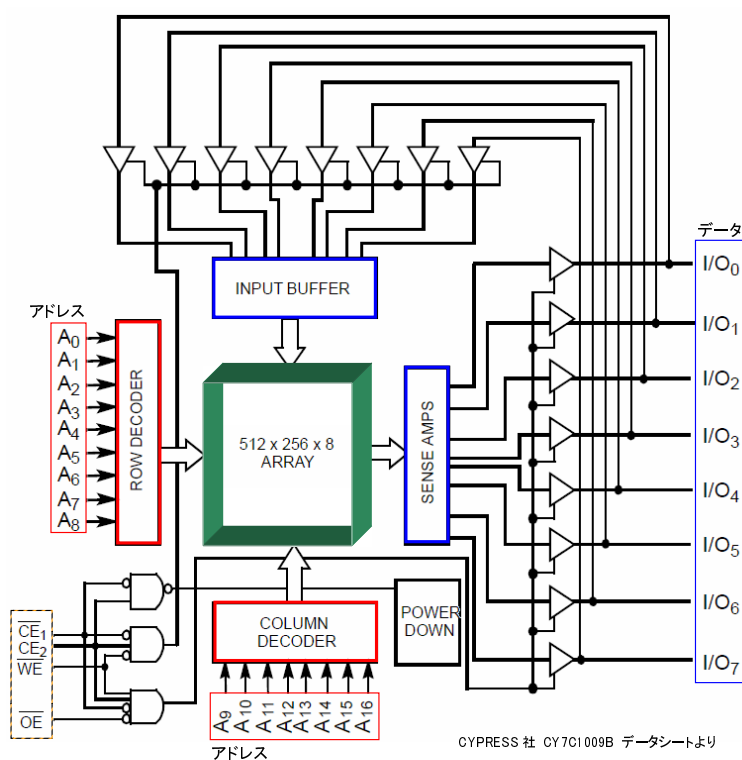 データ
INPUT BUFFER
I/O0
I/O1
I/O2
I/O3
I/O4
I/O5
I/O6
I/O7
アドレス
A0
A1
A2
A3
A4
A5
A6
A7
A8
ROW DECODER
512 x 256 x 8
ARRAY
SENSE AMPS
COLUMN
DECODER
POWER
DOWN
CE1
CE2
WE
OE
A9
A10
A11
A12
A13
A14
A15
A16
アドレス
CYPRESS 社 CY7C1009B データシートより